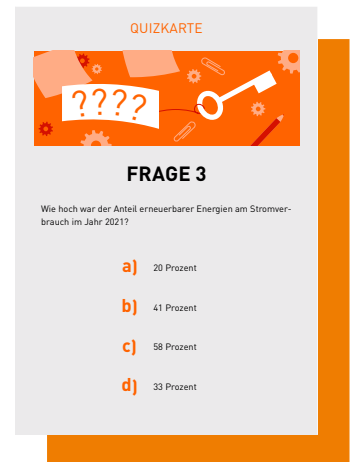 QUIZKARTE
????
FRAGE 3
Wie hoch war der Anteil erneuerbarer Energien am Stromver-
brauch im Jahr 2021?
a) 20 Prozent
b) 41 Prozent
c) 58 Prozent
d) 33 Prozent